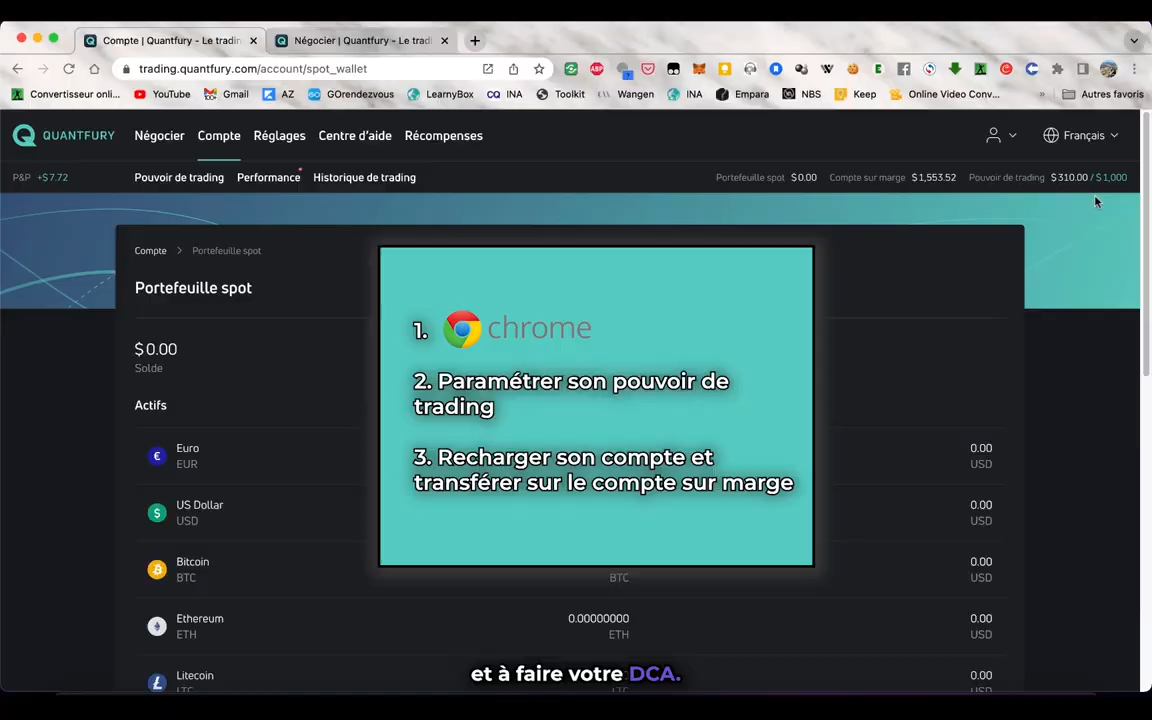 Compte | Quantfury - Le tradin
Négocier | Quantfury - Le trad
trading.quantfury.com/account/spot_wallet
Convertisseur onli...
YouTube
Gmail
AZ
GOrendezvous
LearnyBox
CQ INA
Toolkit
Wangen
INA
Empara
NBS
Keep
Online Video Conv...
»
Autres favoris
QUANTFURY
Négocier
Compte
Réglages
Centre d'aide
Récompenses
Français
P&P +$7.72
Pouvoir de trading
Performance
Historique de trading
Portefeuille spot $0.00
Compte sur marge $1,553.52
Pouvoir de trading $310.00 / $1,000
Compte > Portefeuille spot
Portefeuille spot
$0.00
Solde
Actifs
1. chrome
2. Paramétrer son pouvoir de
trading
3. Recharger son compte et
transférer sur le compte sur marge
Euro
EUR
0.00
USD
US Dollar
USD
0.00
USD
Bitcoin
BTC
BTC
0.00
USD
Ethereum
ETH
0.00000000
ETH
0.00
USD
Litecoin
LTC
0.00
USD
et à faire votre DCA.